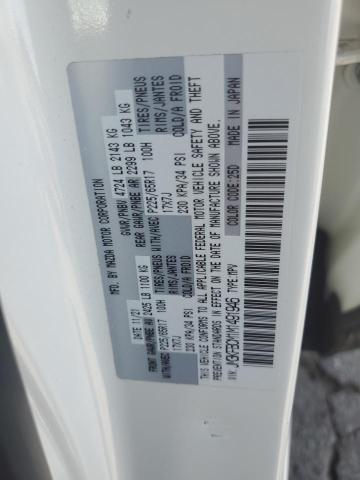 MFD. BY MAZDA MOTOR CORPORATION
DATE: 11/21 GVWR/PNBV 4724 LB 2143 KG
FRONT GAWR/PNBE AV 2425 LB 1100 KG REAR GAWR/PNBE AR 2299 LB 1043 KG
WITH/AVEC P225/65R17 100H TIRES/PNEUS WITH/AVEC P225/65R17 100H TIRES/PNEUS
17X7J RIMS/JANTES 17X7J RIMS/JANTES
230 KPA/34 PSI COLD/A FROID 230 KPA/34 PSI COLD/A FROID
THIS VEHICLE CONFORMS TO ALL APPLICABLE FEDERAL MOTOR VEHICLE SAFETY AND THEFT
PREVENTION STANDARDS IN EFFECT ON THE DATE OF MANUFACTURE SHOWN ABOVE.
TYPE: MPV
COLOR: 25D MADE IN JAPAN